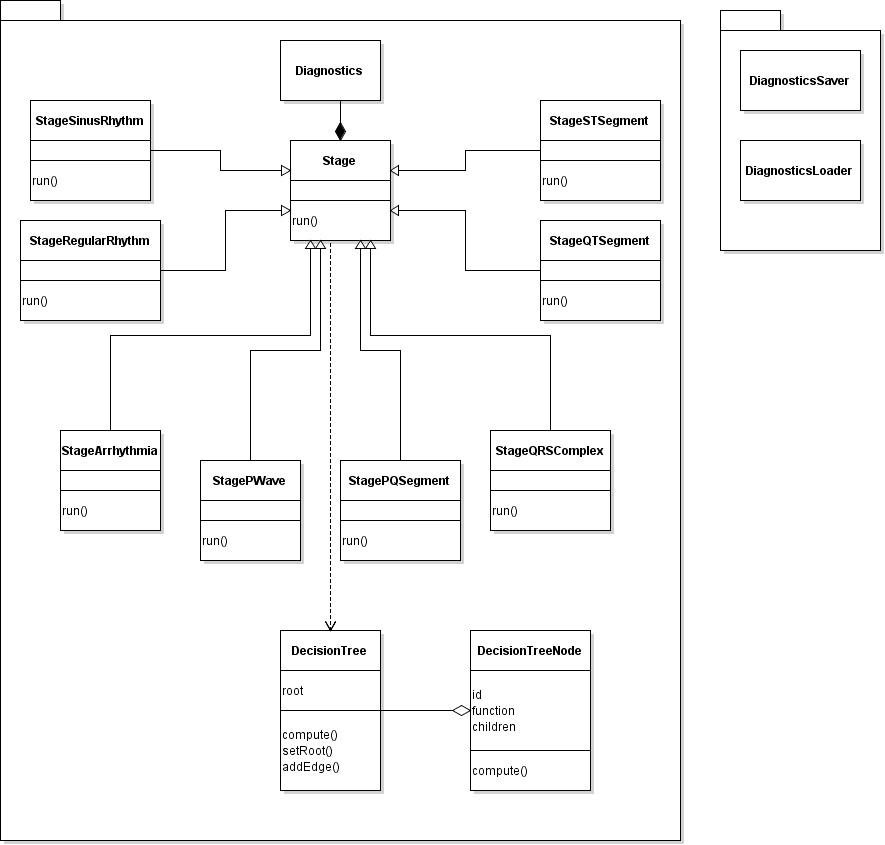 Diagnostics
DiagnosticsSaver
StageSinusRhythm
run()
Stage
run()
StageSTSegment
run()
DiagnosticsLoader
StageRegularRhythm
run()
StageQTSegment
run()
StageArrhythmia
run()
StagePWave
run()
StagePQSegment
run()
StageQRSComplex
run()
DecisionTree
root
compute()
setRoot()
addEdge()
DecisionTreeNode
id
function
children
compute()